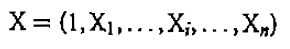 X = (1, X₁, ..., Xᵢ, ..., Xₙ)